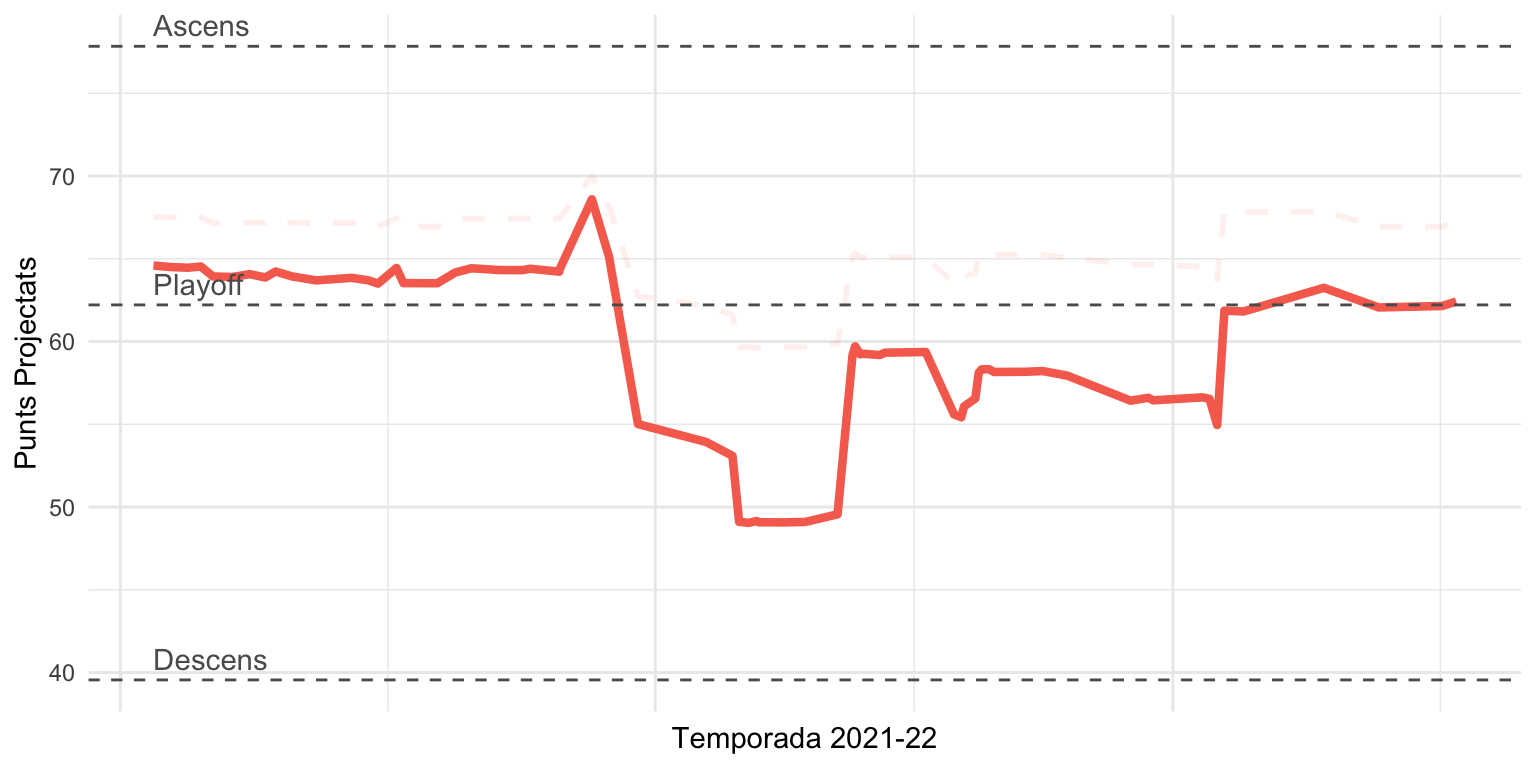 Ascens
70
Playoff
60
50
Descens
40
Punts Projectats
Temporada 2021-22